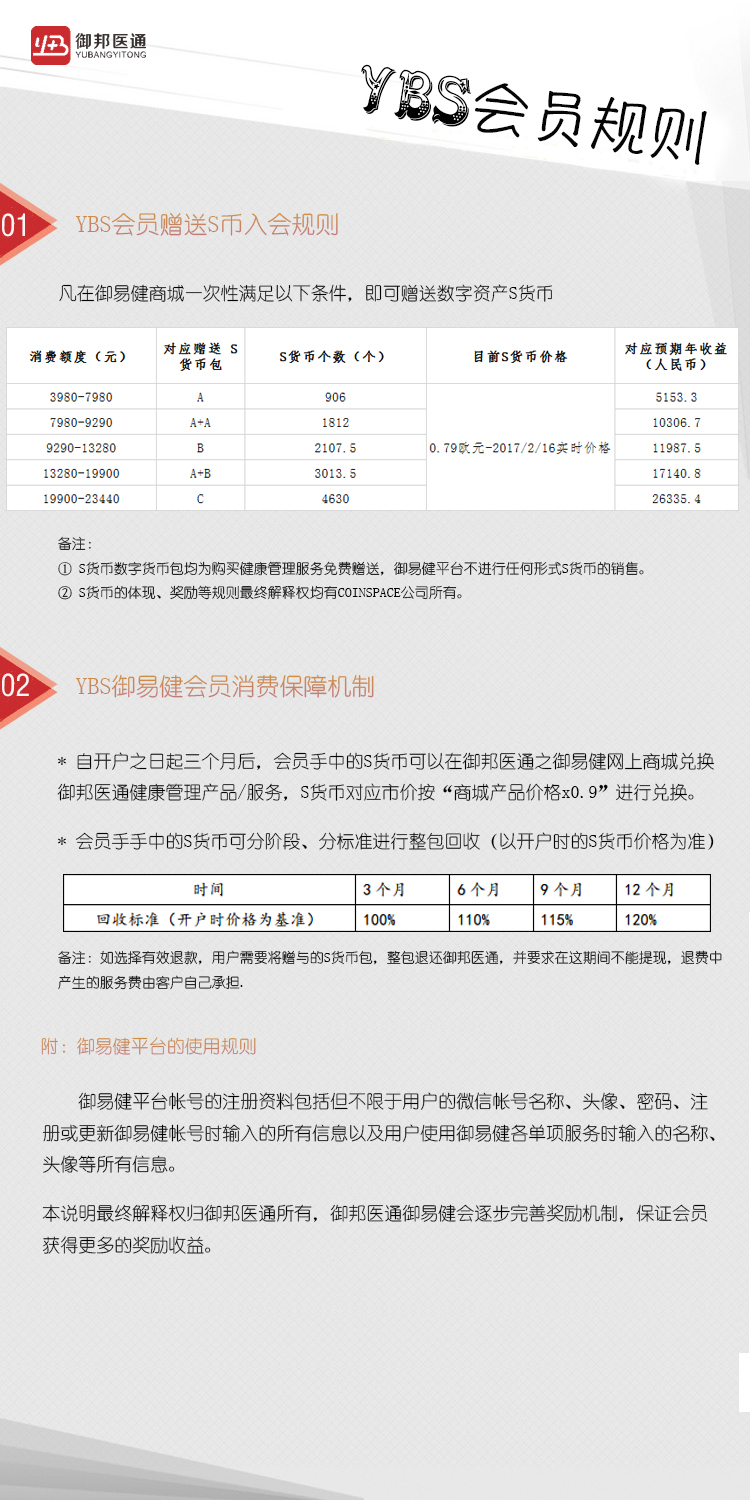 御邦医通
YUBANGYITONG
YBS会员规则
01
YBS会员赠送S币入会规则
凡在御易健商城一次性满足以下条件，即可赠送数字资产S货币
消费额度（元） 对应赠送 S货币包 S货币个数（个） 目前S货币价格 对应预期年收益（人民币）
3980-7980 A 906 5153.3
7980-9290 A+A 1812 10306.7
9290-13280 B 2107.5 0.79欧元-2017/2/16实时价格 11987.5
13280-19900 A+B 3013.5 17140.8
19900-23440 C 4630 26335.4
备注：
① S货币数字货币包均为购买健康管理服务免费赠送，御易健平台不进行任何形式S货币的销售。
② S货币的体现、奖励等规则最终解释权均有COINSPACE公司所有。
02
YBS御易健会员消费保障机制
* 自开户之日起三个月后，会员手中的S货币可以在御邦医通之御易健网上商城兑换
御邦医通健康管理产品/服务，S货币对应市价按“商城产品价格x0.9”进行兑换。
* 会员手手中的S货币可分阶段、分标准进行整包回收（以开户时的S货币价格为准）
时间 3个月 6个月 9个月 12个月
回收标准（开户时价格为基准） 100% 110% 115% 120%
备注：如选择有效退款，用户需要将赠与的S货币包，整包退还御邦医通，并要求在这期间不能提现，退费中
产生的服务费由客户自己承担.
附：御易健平台的使用规则
御易健平台帐号的注册资料包括但不限于用户的微信帐号名称、头像、密码、注
册或更新御易健帐号时输入的所有信息以及用户使用御易健各单项服务时输入的名称、
头像等所有信息。
本说明最终解释权归御邦医通所有，御邦医通御易健会逐步完善奖励机制，保证会员
获得更多的奖励收益。